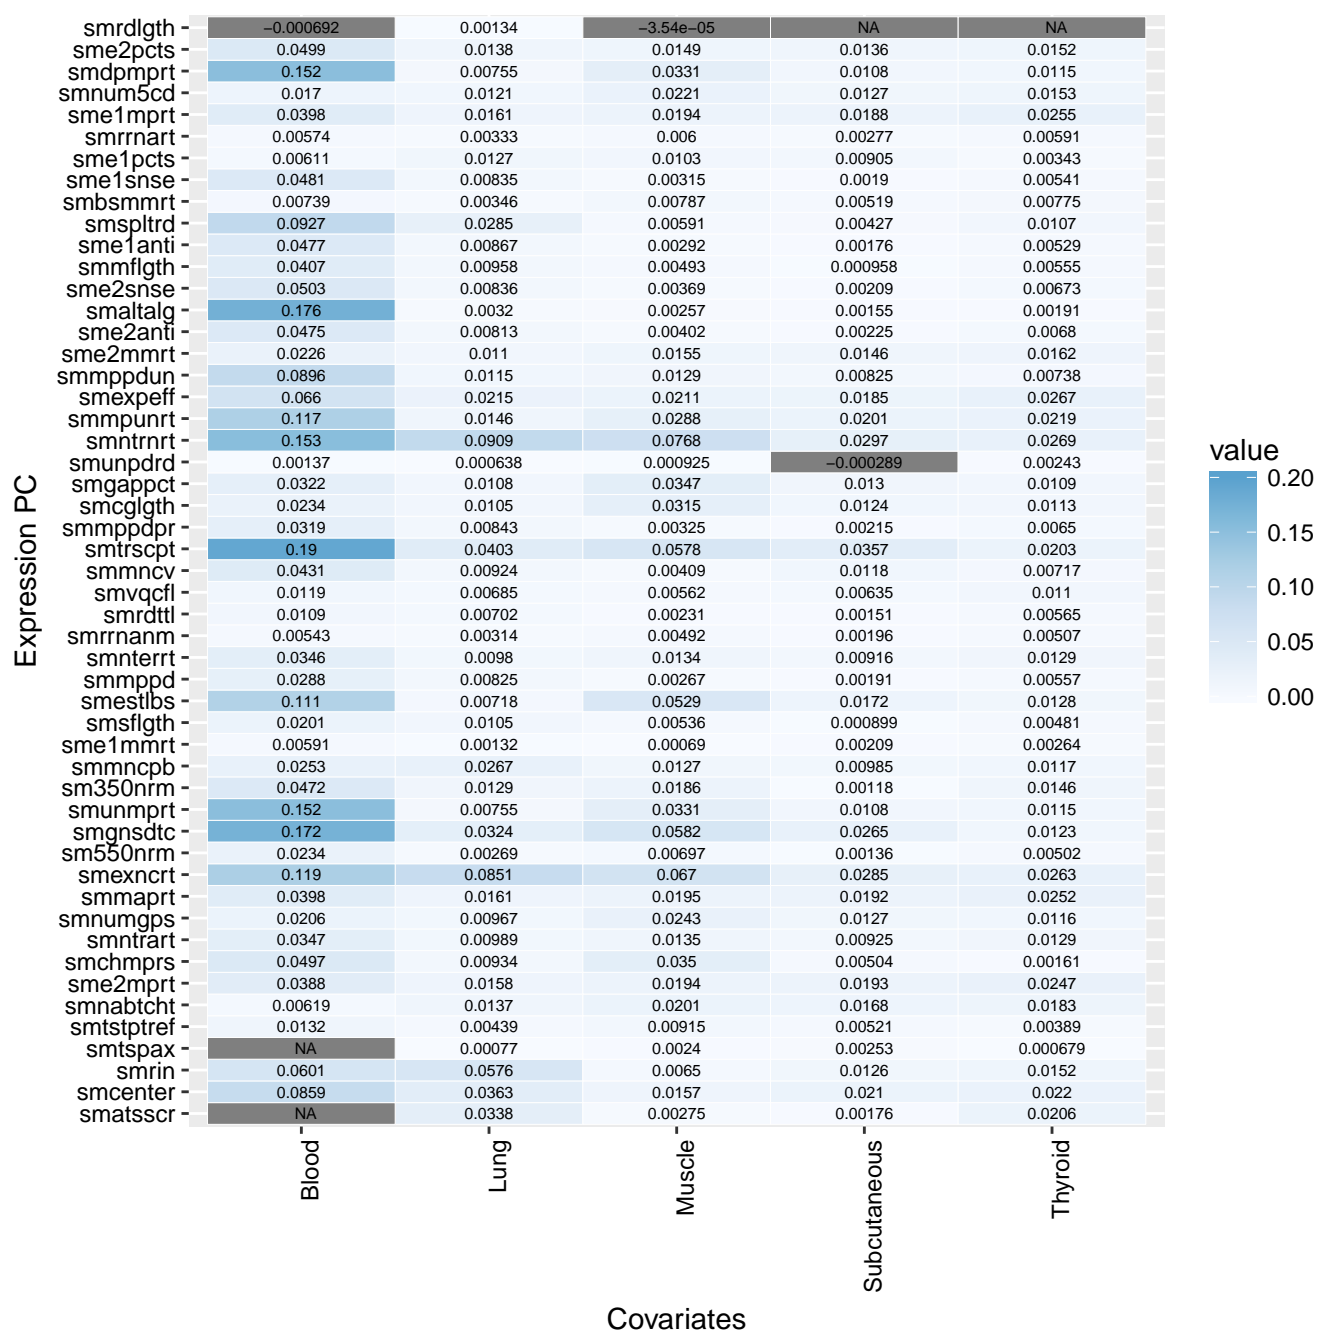 smrdlgth −0.000692 0.00134 −3.54e−05 NA NA
sme2pcts 0.0499 0.0138 0.0149 0.0136 0.0152
smdpmprt 0.152 0.00755 0.0331 0.0108 0.0115
smnum5cd 0.017 0.0121 0.0221 0.0127 0.0153
sme1mprt 0.0398 0.0161 0.0194 0.0188 0.0255
smrrnart 0.00574 0.00333 0.006 0.00277 0.00591
sme1pcts 0.00611 0.0127 0.0103 0.00905 0.00343
sme1snse 0.0481 0.00835 0.00315 0.0019 0.00541
smbsmmrt 0.00739 0.00346 0.00787 0.00519 0.00775
smspltrd 0.0927 0.0285 0.00591 0.00427 0.0107
sme1anti 0.0477 0.00867 0.00292 0.00176 0.00529
smmflgth 0.0407 0.00958 0.00493 0.000958 0.00555
sme2snse 0.0503 0.00836 0.00369 0.00209 0.00673
smaltalg 0.176 0.0032 0.00257 0.00155 0.00191
sme2anti 0.0475 0.00813 0.00402 0.00225 0.0068
sme2mmrt 0.0226 0.011 0.0155 0.0146 0.0162
smmppdun 0.0896 0.0115 0.0129 0.00825 0.00738
smexpeff 0.066 0.0215 0.0211 0.0185 0.0267
smmpunrt 0.117 0.0146 0.0288 0.0201 0.0219
smntrnrt 0.153 0.0909 0.0768 0.0297 0.0269
smunpdrd 0.00137 0.000638 0.000925 −0.000289 0.00243
smgappct 0.0322 0.0108 0.0347 0.013 0.0109
smcglgth 0.0234 0.0105 0.0315 0.0124 0.0113
smmppdpr 0.0319 0.00843 0.00325 0.00215 0.0065
smtrscpt 0.19 0.0403 0.0578 0.0357 0.0203
smmncv 0.0431 0.00924 0.00409 0.0118 0.00717
smvqcfl 0.0119 0.00685 0.00562 0.00635 0.011
smrdttl 0.0109 0.00702 0.00231 0.00151 0.00565
smrrnanm 0.00543 0.00314 0.00492 0.00196 0.00507
smnterrt 0.0346 0.0098 0.0134 0.00916 0.0129
smmppd 0.0288 0.00825 0.00267 0.00191 0.00557
smestlbs 0.111 0.00718 0.0529 0.0172 0.0128
smsflgth 0.0201 0.0105 0.00536 0.000899 0.00481
sme1mmrt 0.00591 0.00132 0.00069 0.00209 0.00264
smmncpb 0.0253 0.0267 0.0127 0.00985 0.0117
sm350nrm 0.0472 0.0129 0.0186 0.00118 0.0146
smunmprt 0.152 0.00755 0.0331 0.0108 0.0115
smgnsdtc 0.172 0.0324 0.0582 0.0265 0.0123
sm550nrm 0.0234 0.00269 0.00697 0.00136 0.00502
smexncrt 0.119 0.0851 0.067 0.0285 0.0263
smmaprt 0.0398 0.0161 0.0195 0.0192 0.0252
smnumgps 0.0206 0.00967 0.0243 0.0127 0.0116
smntrart 0.0347 0.00989 0.0135 0.00925 0.0129
smchmprs 0.0497 0.00934 0.035 0.00504 0.00161
sme2mprt 0.0388 0.0158 0.0194 0.0193 0.0247
smnabtcht 0.00619 0.0137 0.0201 0.0168 0.0183
smtstptref 0.0132 0.00439 0.00915 0.00521 0.00389
smtspax NA 0.00077 0.0024 0.00253 0.000679
smrin 0.0601 0.0576 0.0065 0.0126 0.0152
smcenter 0.0859 0.0363 0.0157 0.021 0.022
smatsscr NA 0.0338 0.00275 0.00176 0.0206
Blood Lung Muscle Subcutaneous Thyroid
Covariates
Expression PC
value
0.20
0.15
0.10
0.05
0.00